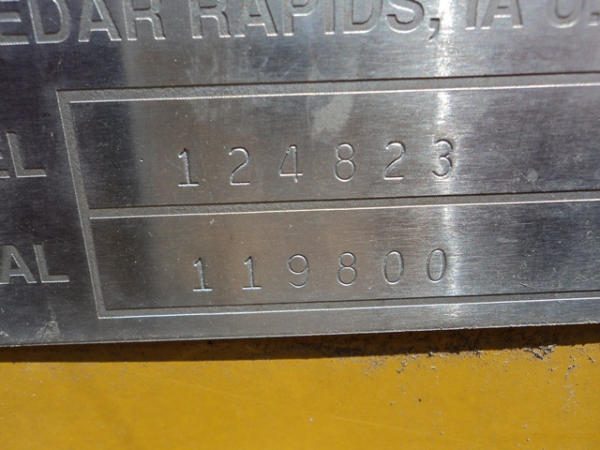 EDAR RAPIDS, IA U.
EL 124823
AL 119800